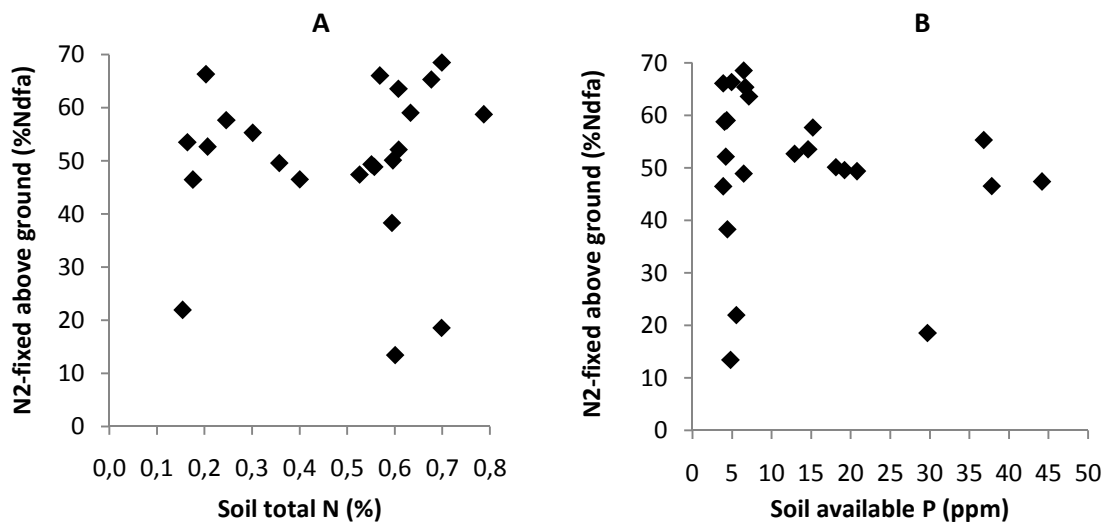 A
N2-fixed above ground (%Ndfa)
70
60
50
40
30
20
10
0
0,0 0,1 0,2 0,3 0,4 0,5 0,6 0,7 0,8
Soil total N (%)
B
N2-fixed above ground (%Ndfa)
70
60
50
40
30
20
10
0
0 5 10 15 20 25 30 35 40 45 50
Soil available P (ppm)